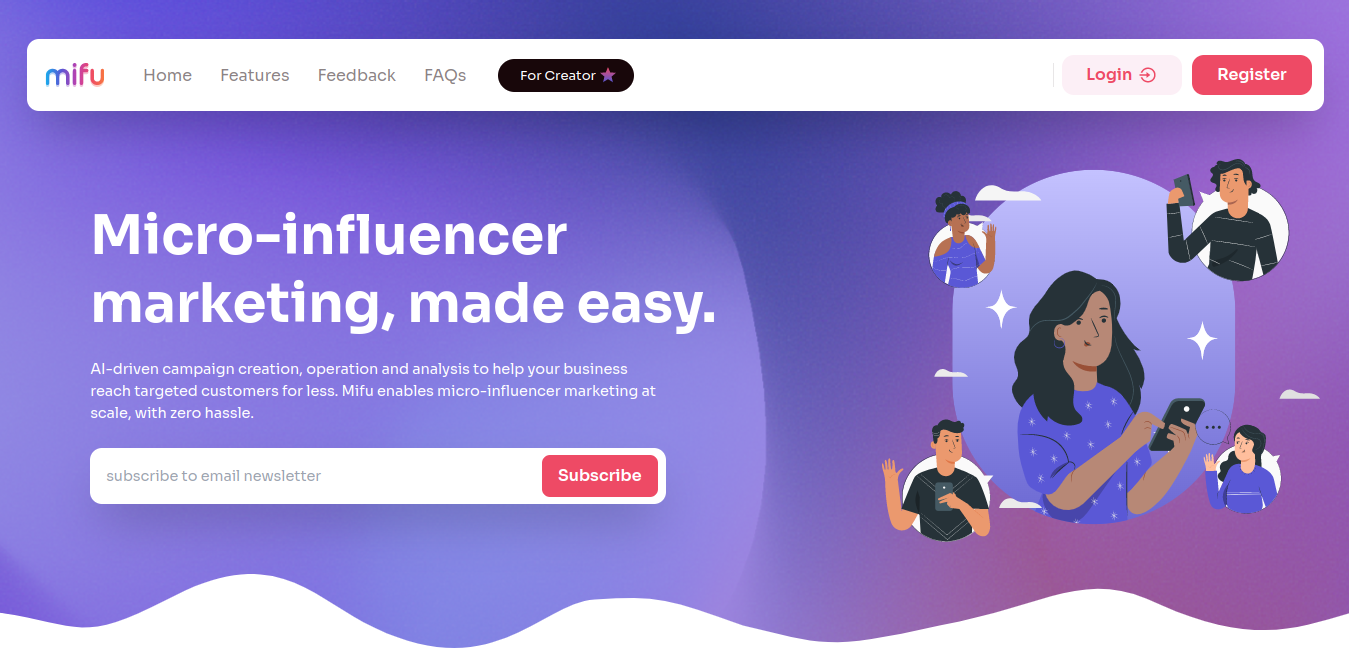 mifu
Home Features Feedback FAQs For Creator Login Register
Micro-influencer
marketing, made easy.
AI-driven campaign creation, operation and analysis to help your business
reach targeted customers for less. Mifu enables micro-influencer marketing at
scale, with zero hassle.
subscribe to email newsletter Subscribe